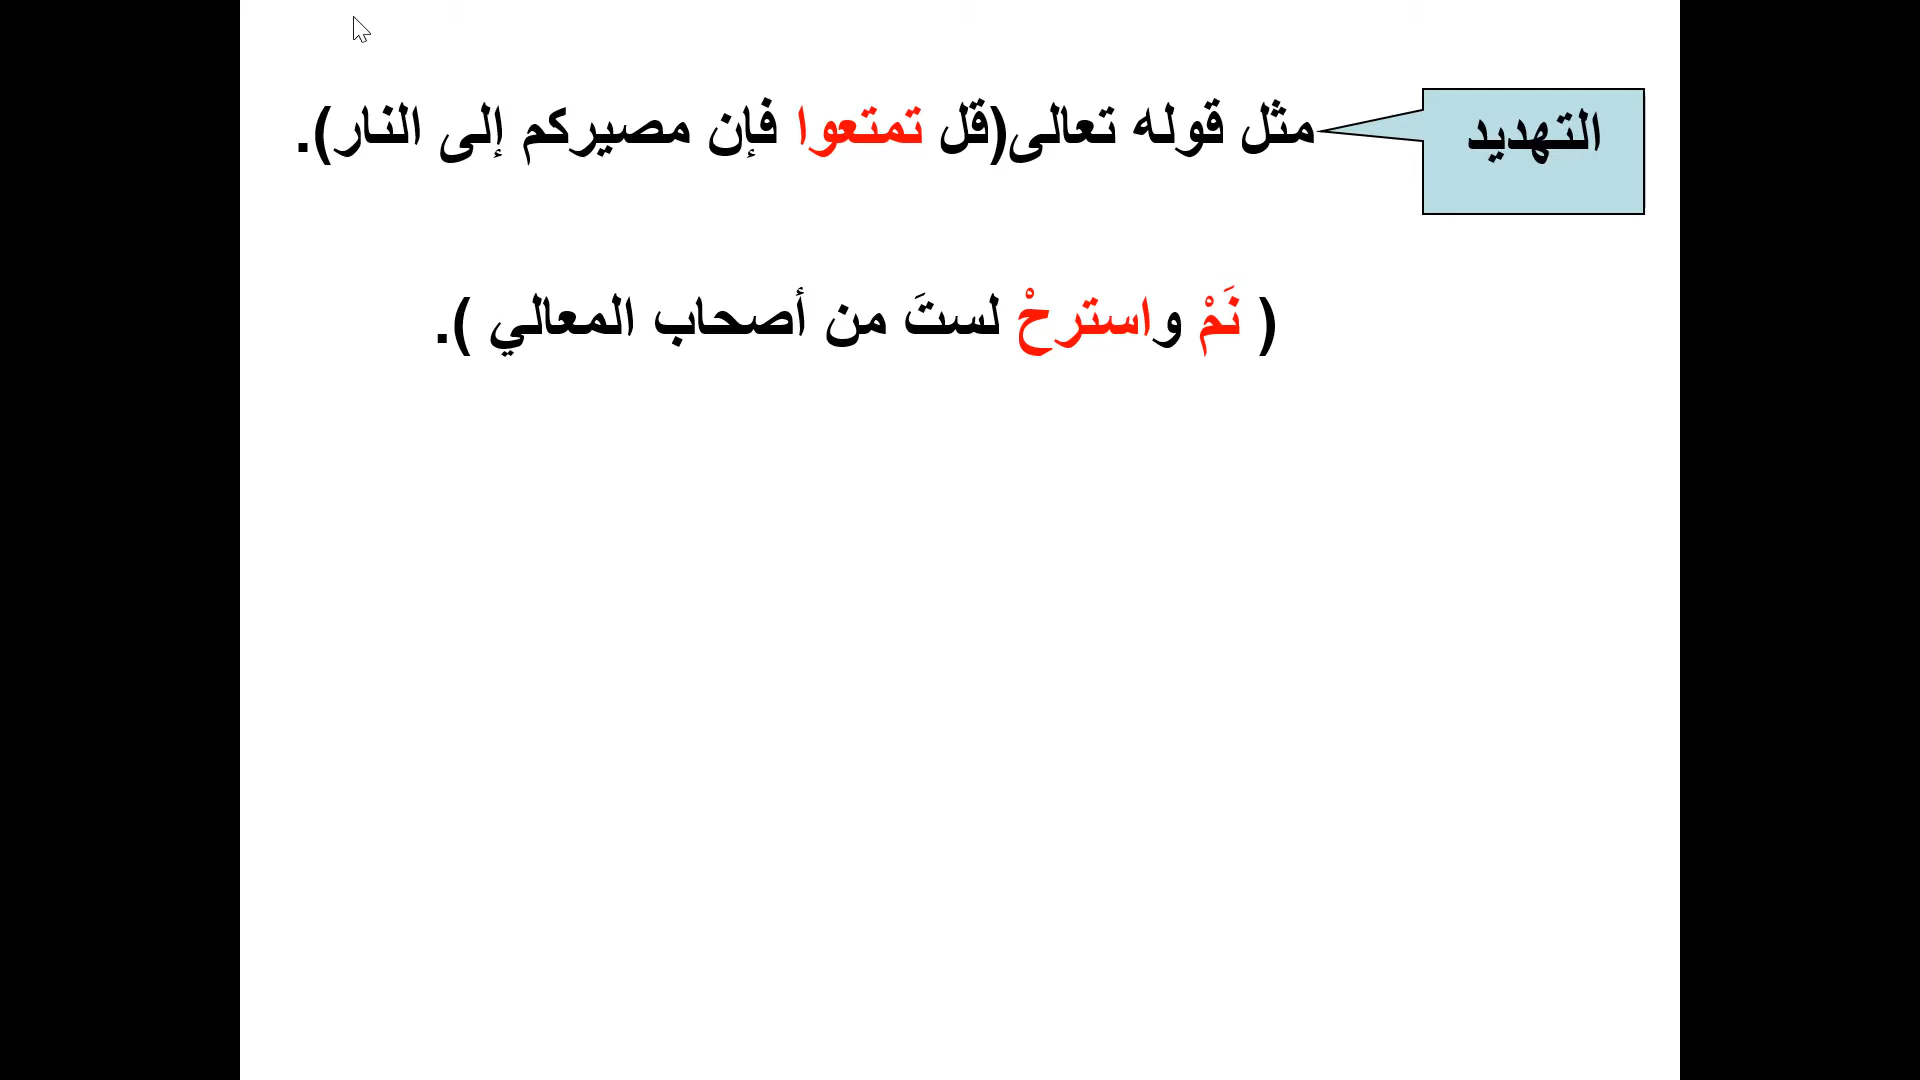 التهديد
مثل قوله تعالى(قل تمتعوا فإن مصيركم إلى النار).
( نَمْ واسترحْ لستَ من أصحاب المعالي ).